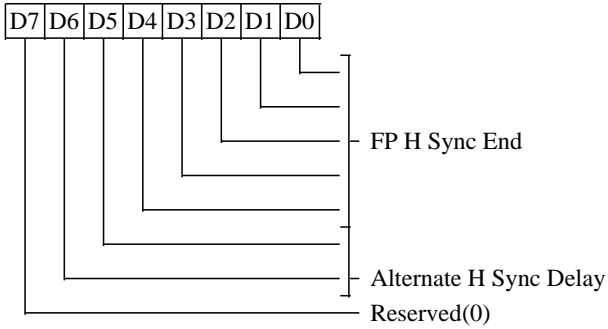 D7 D6 D5 D4 D3 D2 D1 D0
FP H Sync End
Alternate H Sync Delay
Reserved(0)